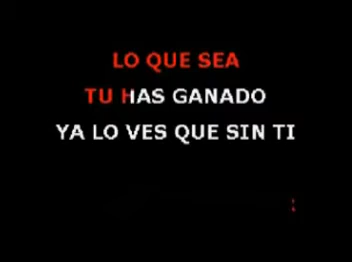 LO QUE SEA
TU HAS GANADO
YA LO VES QUE SIN TI